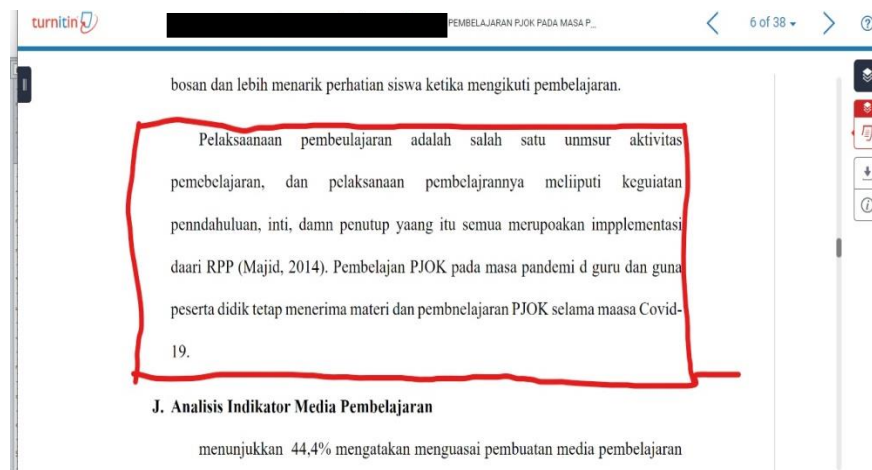 turnitin
PEMBELAJARAN PJOK PADA MASA P...
6 of 38
bosan dan lebih menarik perhatian siswa ketika mengikuti pembelajaran.
Pelaksaanaan pembeulajaran adalah salah satu unmsur aktivitas
pemebelajaran, dan pelaksanaan pembelajrannya meliiputi keguiatan
penndahuluan, inti, damn penutup yaang itu semua merupoakan impplementasi
daari RPP (Majid, 2014). Pembelajan PJOK pada masa pandemi d guru dan guna
peserta didik tetap menerima materi dan pembnelajaran PJOK selama maasa Covid-
19.
J. Analisis Indikator Media Pembelajaran
menunjukkan 44,4% mengatakan menguasai pembuatan media pembelajaran